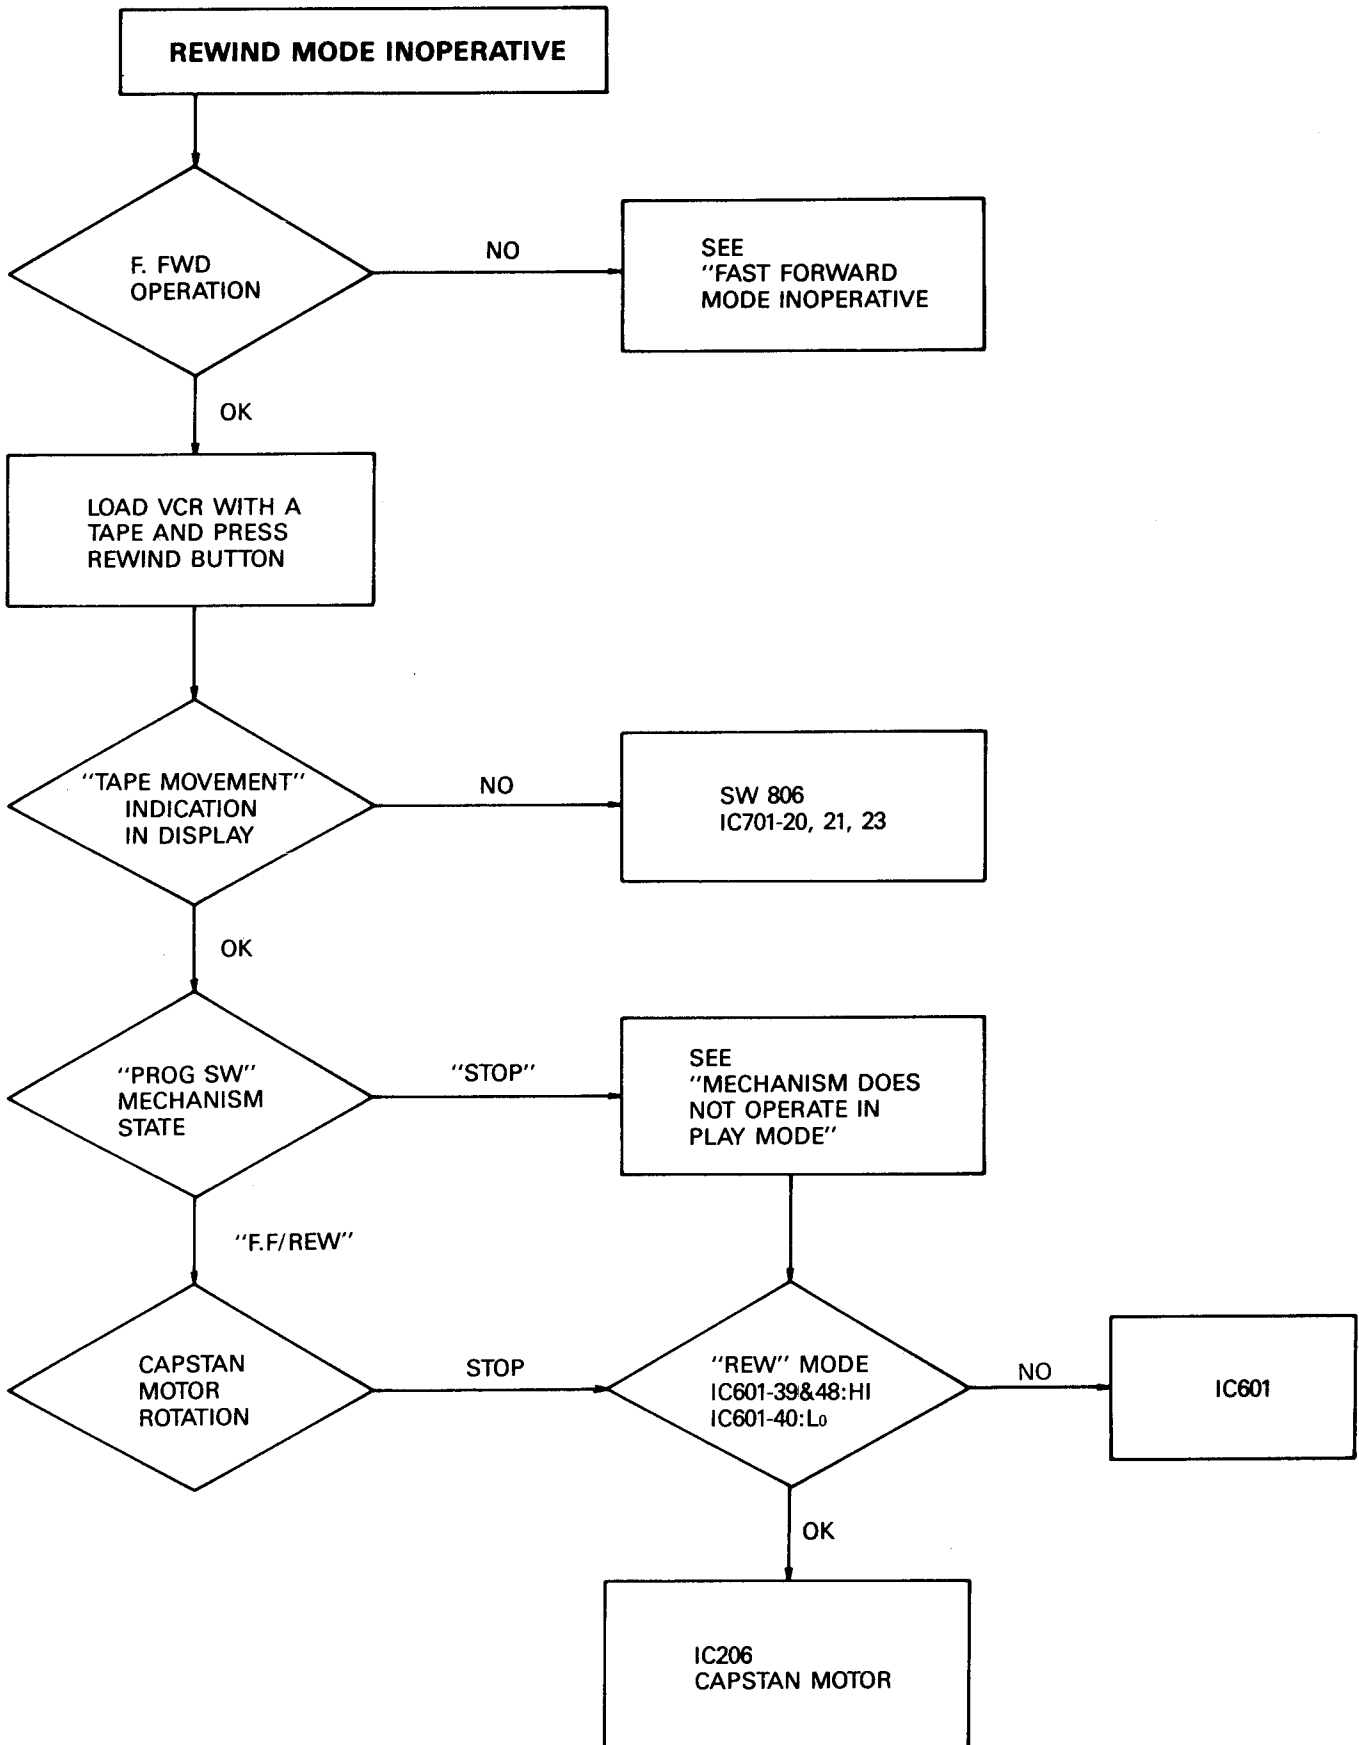 REWIND MODE INOPERATIVE
F. FWD
OPERATION
NO
SEE
"FAST FORWARD
MODE INOPERATIVE
OK
LOAD VCR WITH A
TAPE AND PRESS
REWIND BUTTON
"TAPE MOVEMENT"
INDICATION
IN DISPLAY
NO
SW 806
IC701-20, 21, 23
OK
"PROG SW"
MECHANISM
STATE
"STOP"
SEE
"MECHANISM DOES
NOT OPERATE IN
PLAY MODE"
"F.F/REW"
CAPSTAN
MOTOR
ROTATION
STOP
"REW" MODE
IC601-39&48:HI
IC601-40:Lo
NO
IC601
OK
IC206
CAPSTAN MOTOR